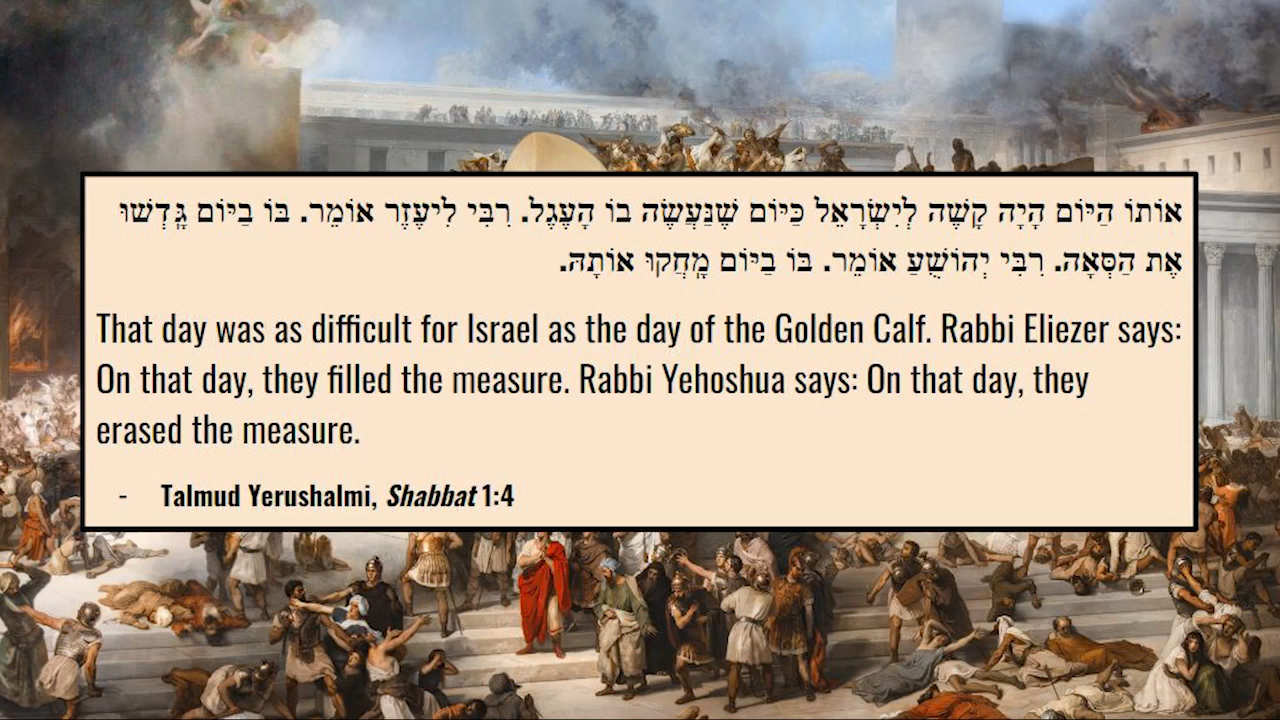 אוֹתוֹ הַיּוֹם הָיָה קָשֶׁה לְיִשְׂרָאֵל כַּיּוֹם שֶׁנַּעֲשֶׂה בוֹ הָעֶגֶל. רִבִּי לִיעֶזֶר אוֹמֵר. בּוֹ בַיּוֹם גָּֽדְשׁוּ
אֶת הַסְּאָה. רִבִּי יְהוֹשֻׁעַ אוֹמֵר. בּוֹ בַיּוֹם מָֽחֲקוּ אוֹתָהּ.
That day was as difficult for Israel as the day of the Golden Calf. Rabbi Eliezer says:
On that day, they filled the measure. Rabbi Yehoshua says: On that day, they
erased the measure.
- Talmud Yerushalmi, Shabbat 1:4